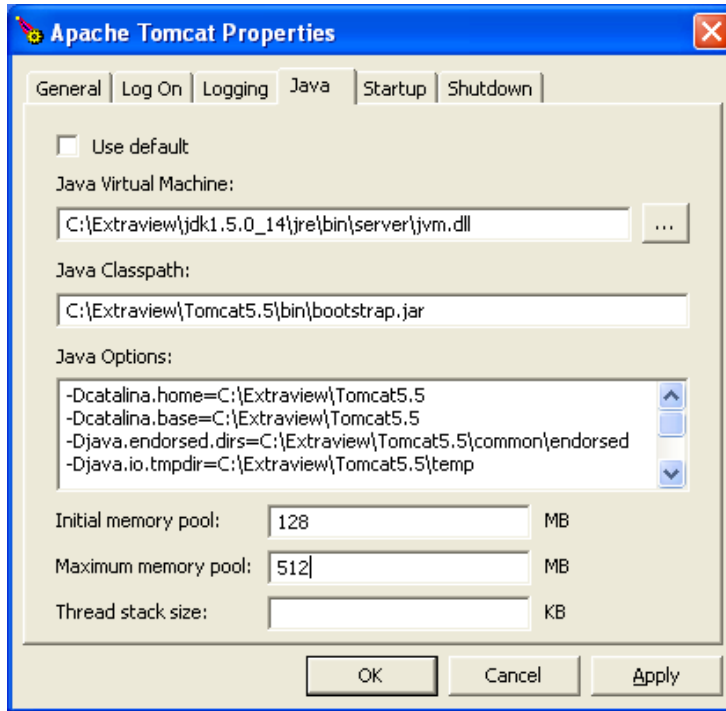 Apache Tomcat Properties
General Log On Logging Java Startup Shutdown
Use default
Java Virtual Machine:
C:\Extraview\jdk1.5.0_14\jre\bin\server\jvm.dll ...
Java Classpath:
C:\Extraview\Tomcat5.5\bin\bootstrap.jar
Java Options:
-Dcatalina.home=C:\Extraview\Tomcat5.5
-Dcatalina.base=C:\Extraview\Tomcat5.5
-Djava.endorsed.dirs=C:\Extraview\Tomcat5.5\common\endorsed
-Djava.io.tmpdir=C:\Extraview\Tomcat5.5\temp
Initial memory pool: 128 MB
Maximum memory pool: 512 MB
Thread stack size: KB
OK Cancel Apply